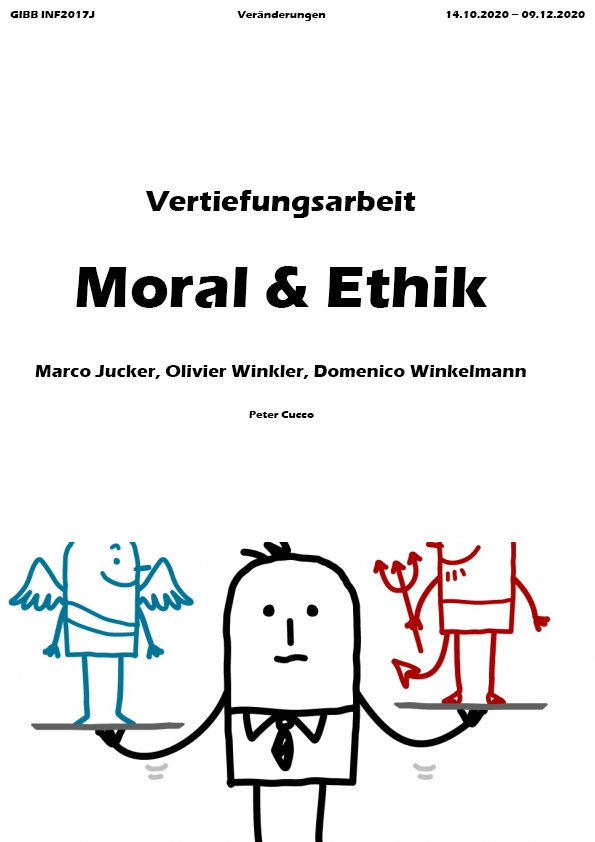 GIBB INF2017J Veränderungen 14.10.2020 – 09.12.2020
Vertiefungsarbeit
Moral & Ethik
Marco Jucker, Olivier Winkler, Domenico Winkelmann
Peter Cucco